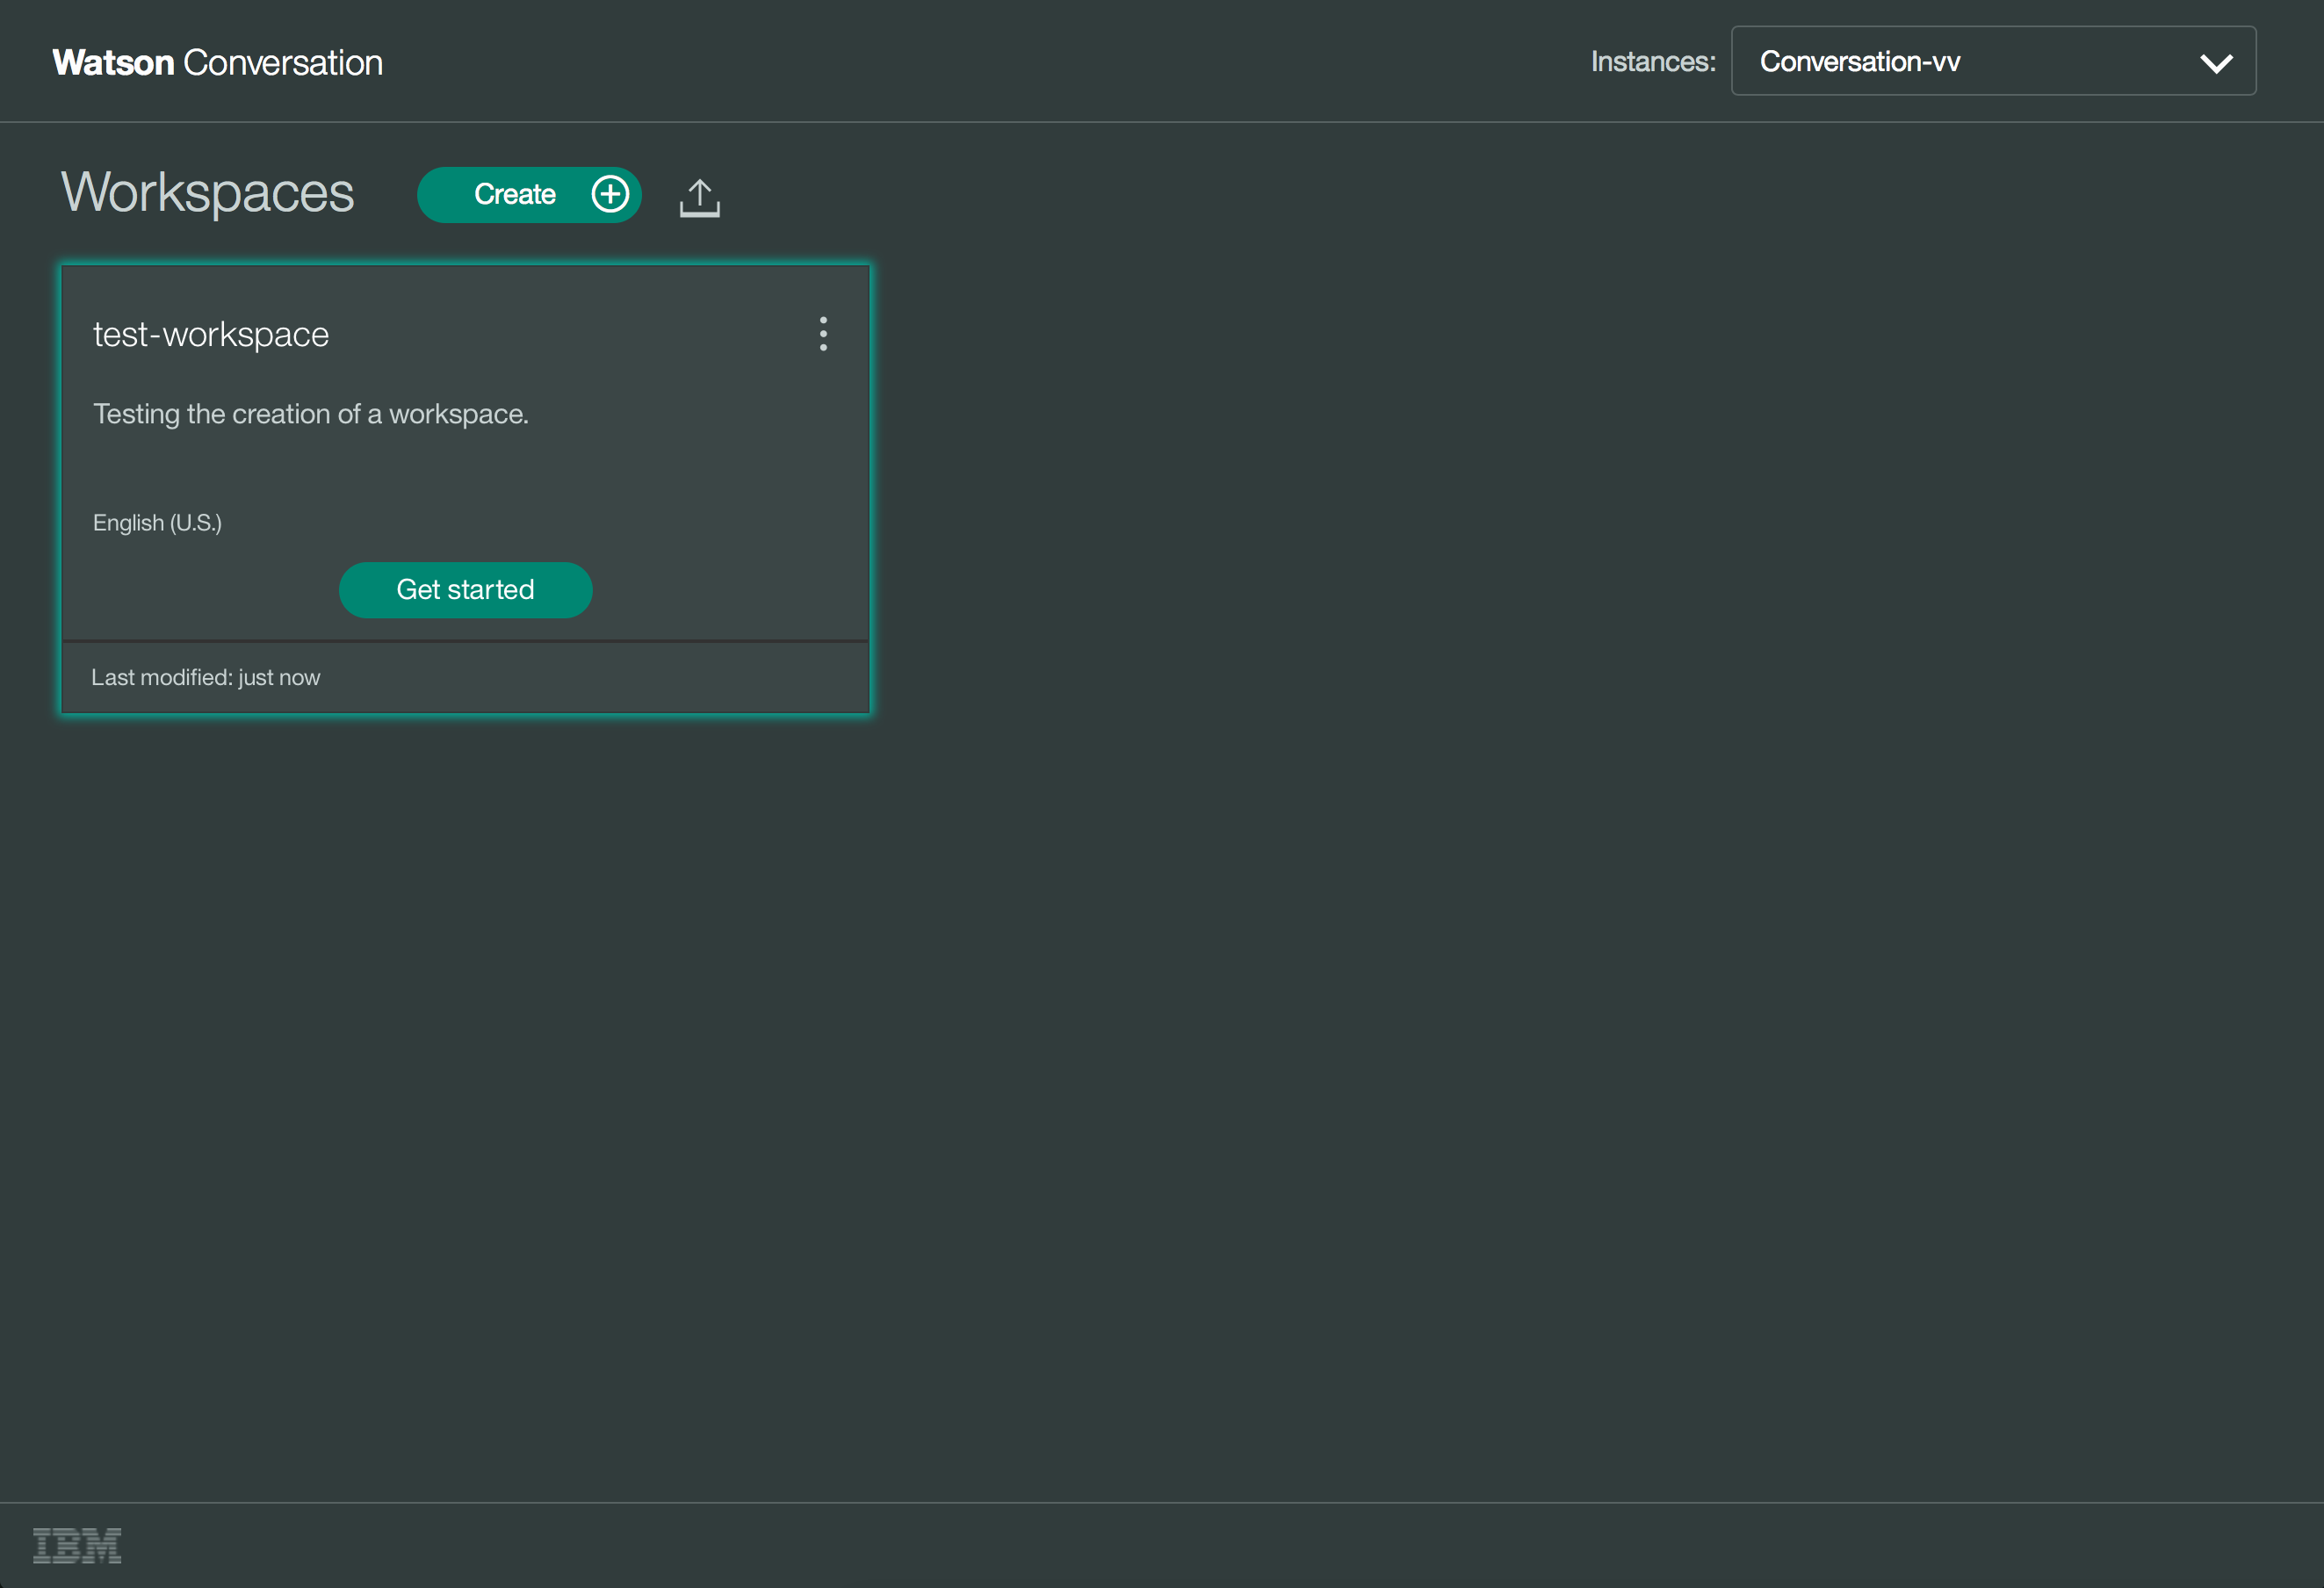 Watson Conversation
Instances: Conversation-vv
Workspaces
Create
test-workspace
Testing the creation of a workspace.
English (U.S.)
Get started
Last modified: just now
IBM